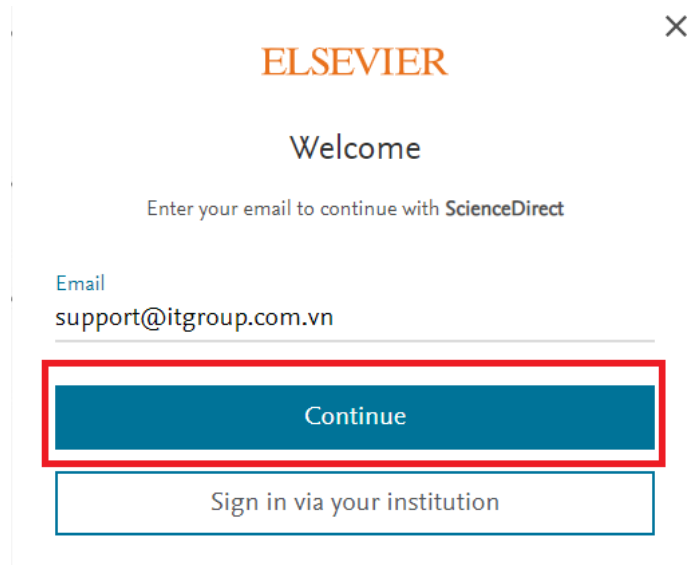 ELSEVIER
Welcome
Enter your email to continue with ScienceDirect
Email
support@itgroup.com.vn
Continue
Sign in via your institution